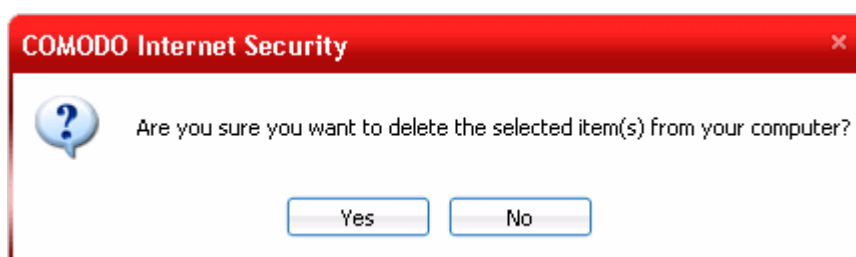 COMODO Internet Security
Are you sure you want to delete the selected item(s) from your computer?
Yes No